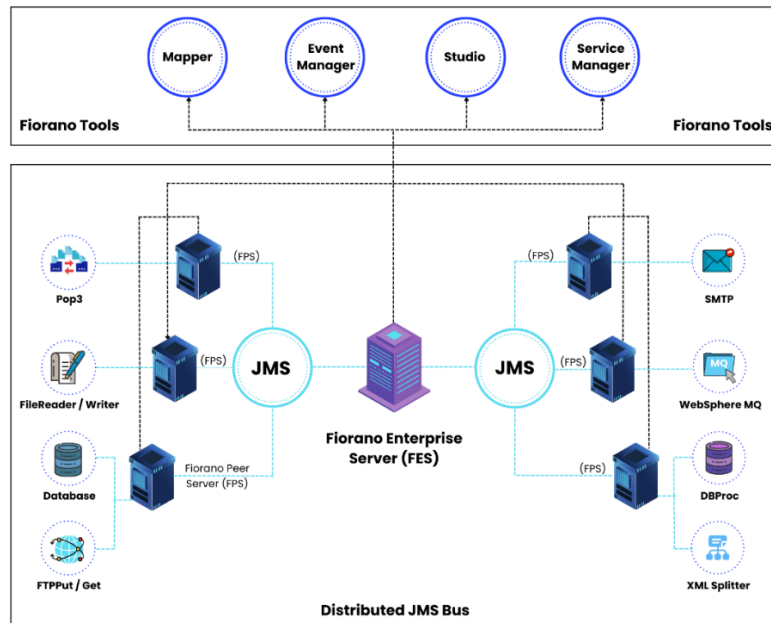 Mapper
Event
Manager
Studio
Service
Manager
Fiorano Tools
Fiorano Tools
(FPS)
(FPS)
Pop3
SMTP
(FPS)
JMS
JMS
(FPS)
MQ
FileReader / Writer
WebSphere MQ
Fiorano Enterprise
Server (FES)
Fiorano Peer
Server (FPS)
(FPS)
Database
DBProc
FTPPut / Get
XML Splitter
Distributed JMS Bus